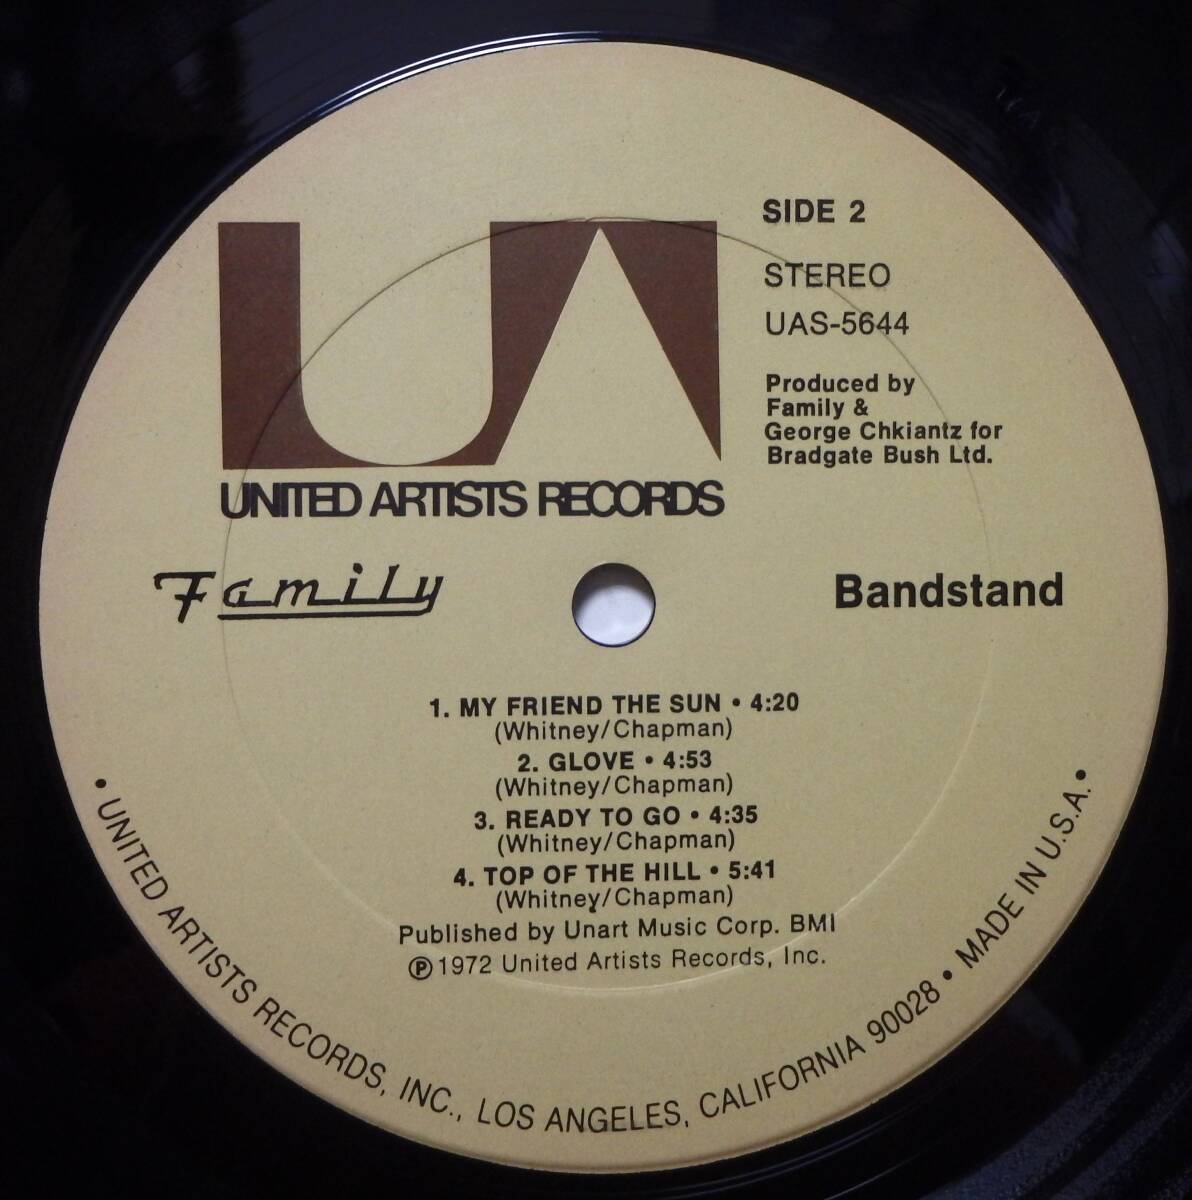 UA
SIDE 2
STEREO
UAS-5644
Produced by
Family &
George Chkiantz for
Bradgate Bush Ltd.
UNITED ARTISTS RECORDS
Family
Bandstand
1. MY FRIEND THE SUN • 4:20
(Whitney/Chapman)
2. GLOVE • 4:53
(Whitney/Chapman)
3. READY TO GO • 4:35
(Whitney/Chapman)
4. TOP OF THE HILL • 5:41
(Whitney/Chapman)
Published by Unart Music Corp. BMI
℗1972 United Artists Records, Inc.
• UNITED ARTISTS RECORDS, INC., LOS ANGELES, CALIFORNIA 90028 • MADE IN U.S.A. •